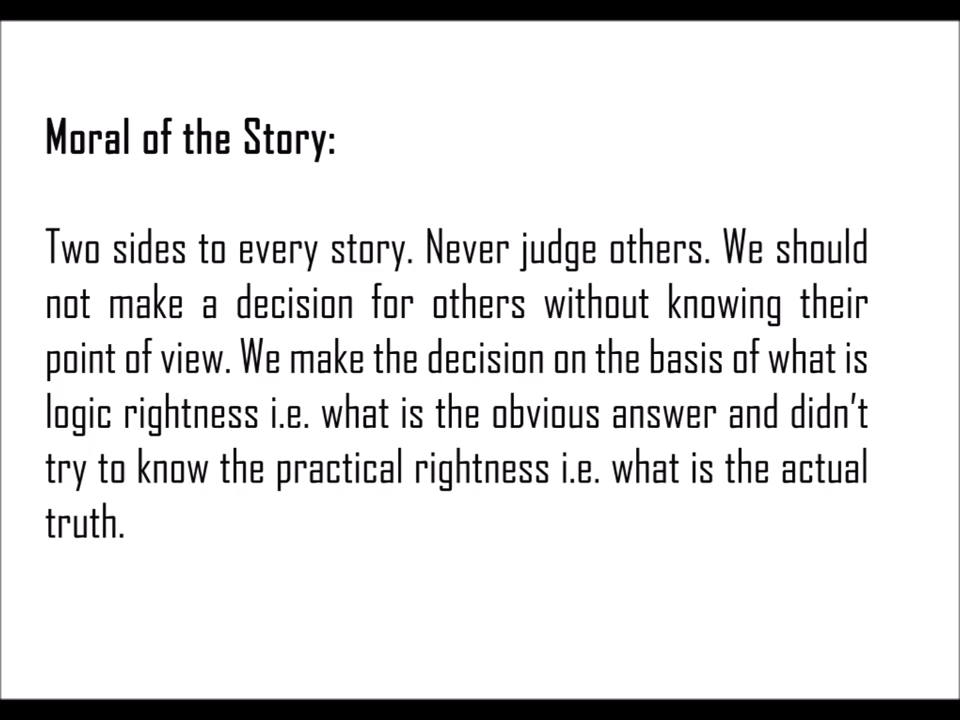 Moral of the Story:
Two sides to every story. Never judge others. We should
not make a decision for others without knowing their
point of view. We make the decision on the basis of what is
logic rightness i.e. what is the obvious answer and didn't
try to know the practical rightness i.e. what is the actual
truth.